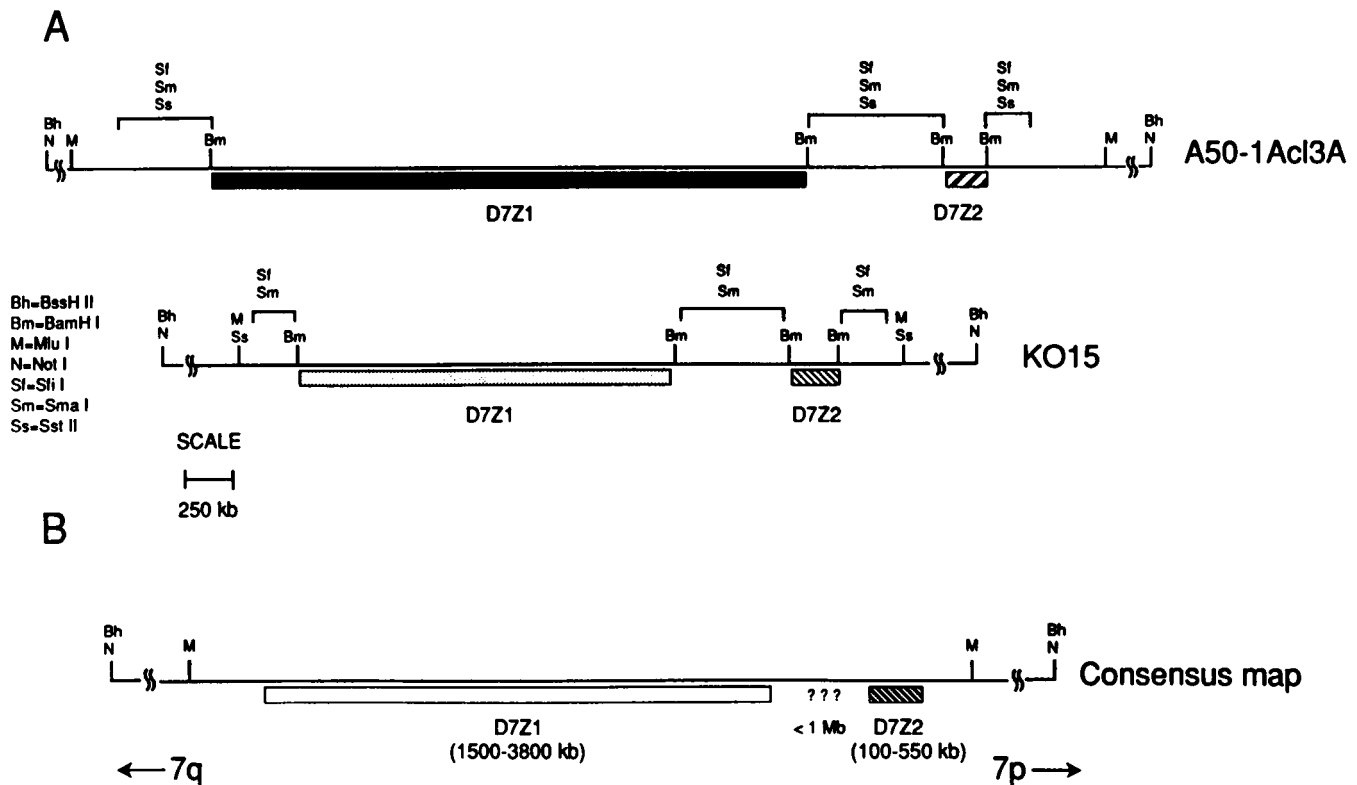 A
Sf Sf Sf
Sm Sm Sm
Ss Ss Ss
Bh Bh
N M Bm Bm Bm Bm M N
A50-1Acl3A
D7Z1 D7Z2
Sf Sf Sf
Sm Sm Sm
Bh M M Bh
N Ss Bm Bm Bm Bm Ss N
KO15
D7Z1 D7Z2
Bh=BssH II
Bm=BamH I
M=Mlu I
N=Not I
Sf=Sfi I
Sm=Sma I
Ss=Sst II
SCALE
250 kb
B
Bh Bh
N M M N
Consensus map
? ? ?
D7Z1 < 1 Mb D7Z2
(1500-3800 kb) (100-550 kb)
7q 7p